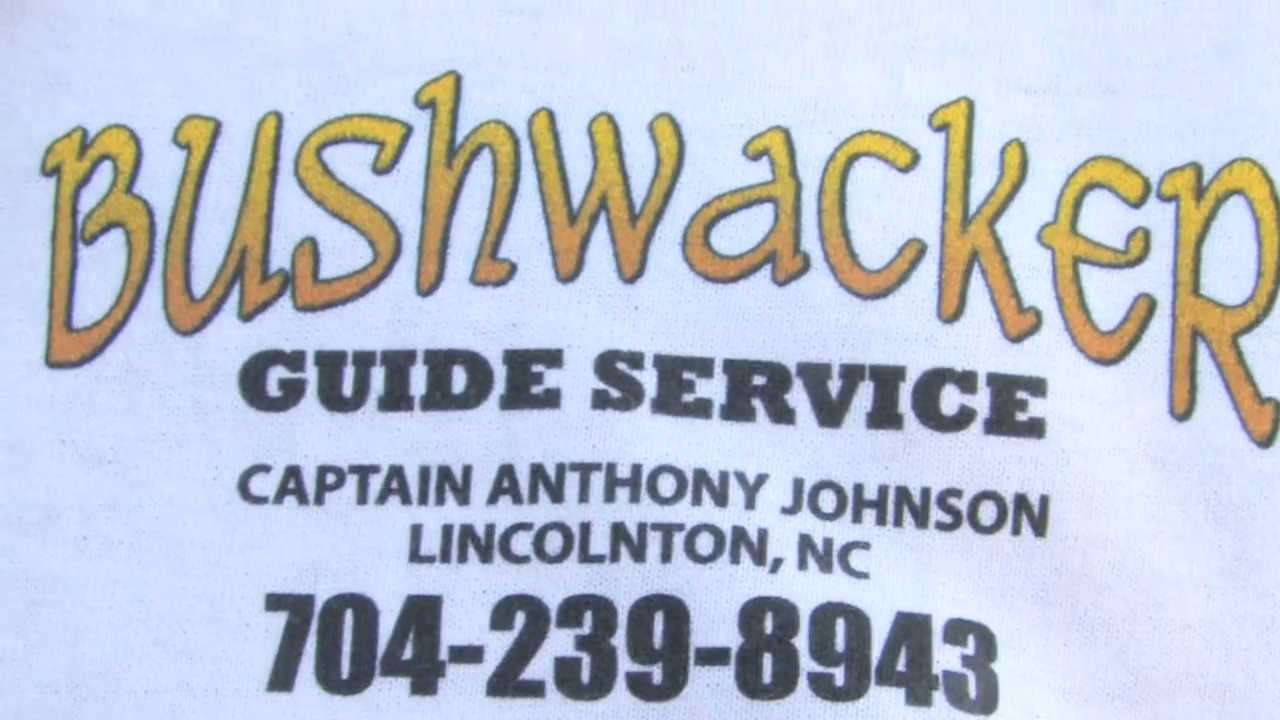 BUShwacKER
GUIDE SERVICE
CAPTAIN ANTHONY JOHNSON
LINCOLNTON, NC
704-239-8943